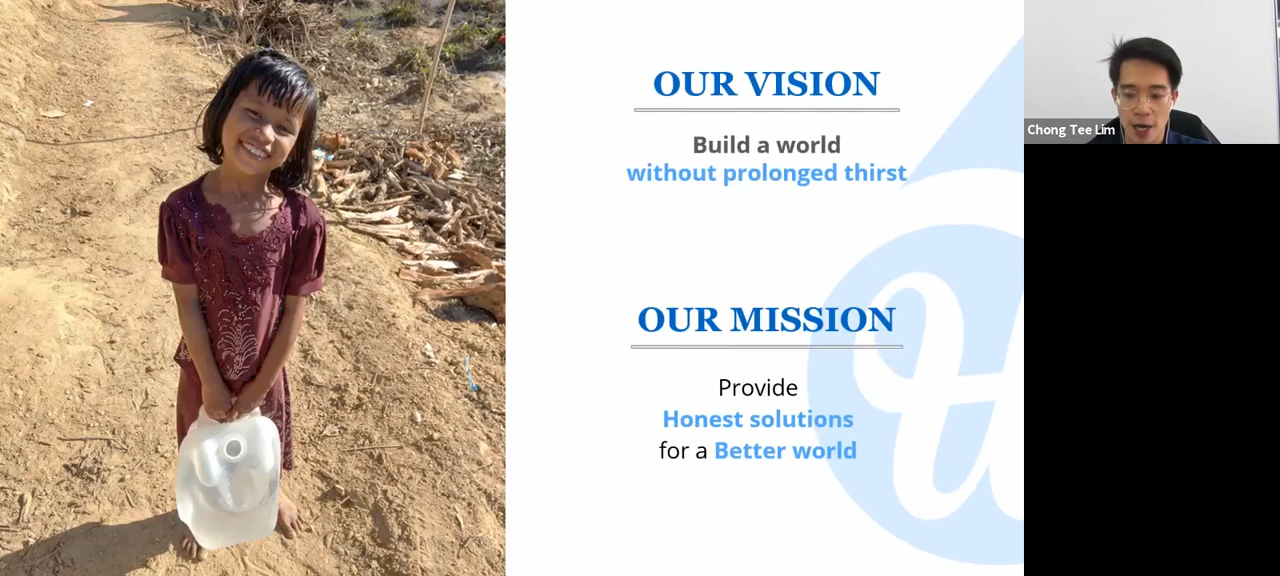 OUR VISION
Build a world
without prolonged thirst
OUR MISSION
Provide
Honest solutions
for a Better world
Chong Tee Lim